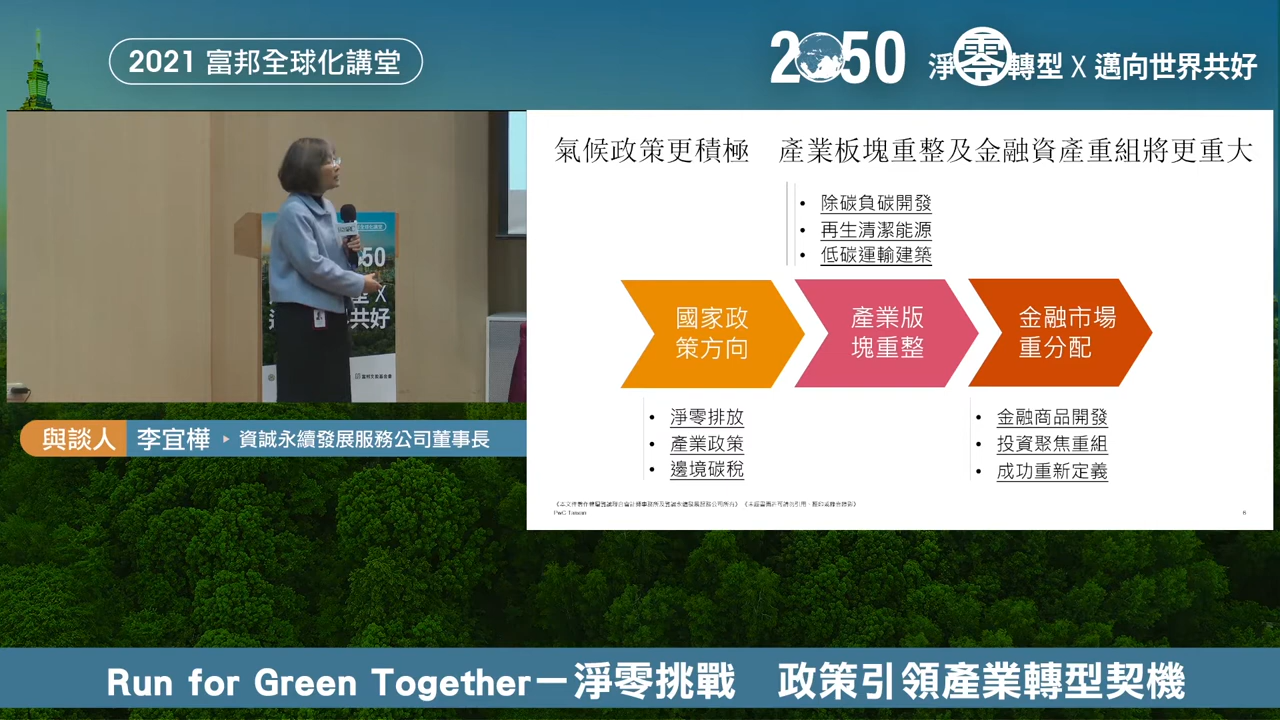 2021 富邦全球化講堂
2050 淨零轉型 X 邁向世界共好
氣候政策更積極 產業板塊重整及金融資產重組將更重大
• 除碳負碳開發
• 再生清潔能源
• 低碳運輸建築
國家政
策方向
產業版
塊重整
金融市場
重分配
• 淨零排放
• 產業政策
• 邊境碳稅
• 金融商品開發
• 投資聚焦重組
• 成功重新定義
PwC Taiwan
6
50
型 X
共好
與談人 李宜樺 ▸ 資誠永續發展服務公司董事長
Run for Green Together－淨零挑戰 政策引領產業轉型契機